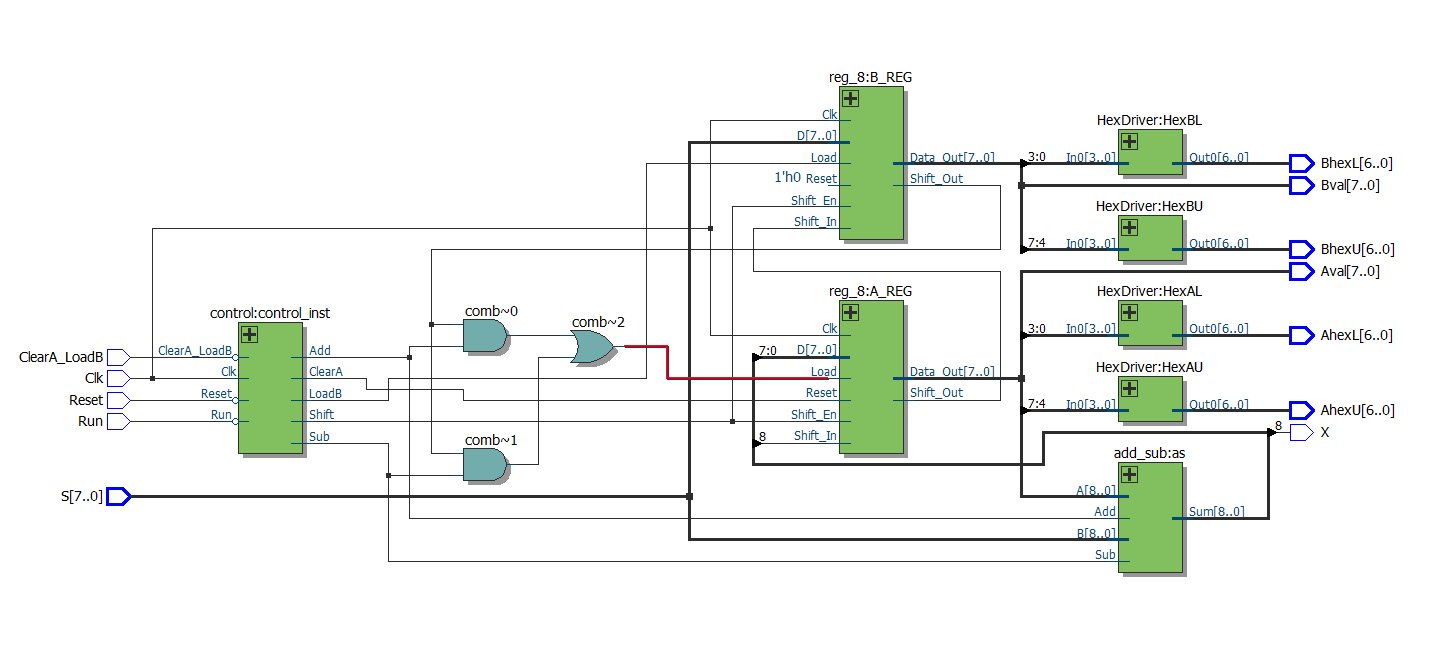 reg_8:B_REG
Clk
D[7..0]
Load
1'h0 Reset
Shift_En
Shift_In
Data_Out[7..0]
Shift_Out
HexDriver:HexBL
3:0
In0[3..0]
Out0[6..0]
BhexL[6..0]
Bval[7..0]
HexDriver:HexBU
7:4
In0[3..0]
Out0[6..0]
BhexU[6..0]
Aval[7..0]
control:control_inst
ClearA_LoadB
Clk
Reset
Run
ClearA_LoadB
Clk
Reset
Run
Add
ClearA
LoadB
Shift
Sub
comb~0
comb~2
comb~1
reg_8:A_REG
Clk
7:0
D[7..0]
Load
Reset
Shift_En
8
Shift_In
Data_Out[7..0]
Shift_Out
HexDriver:HexAL
3:0
In0[3..0]
Out0[6..0]
AhexL[6..0]
HexDriver:HexAU
7:4
In0[3..0]
Out0[6..0]
AhexU[6..0]
8
X
add_sub:as
A[8..0]
Add
B[8..0]
Sub
Sum[8..0]
S[7..0]